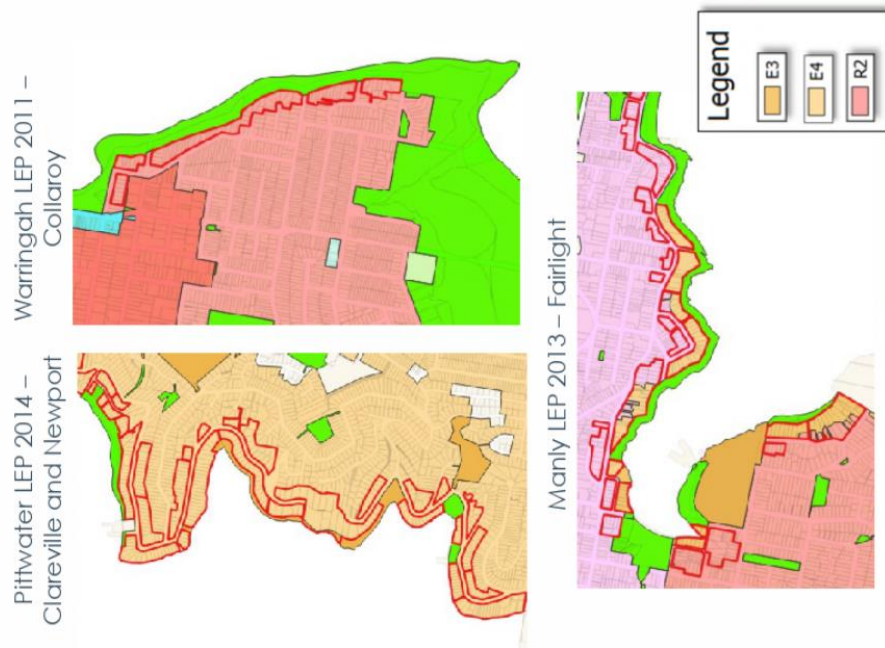 Pittwater LEP 2014 –
Clareville and Newport
Warringah LEP 2011 –
Collaroy
Manly LEP 2013 – Fairlight
Legend
E3
E4
R2